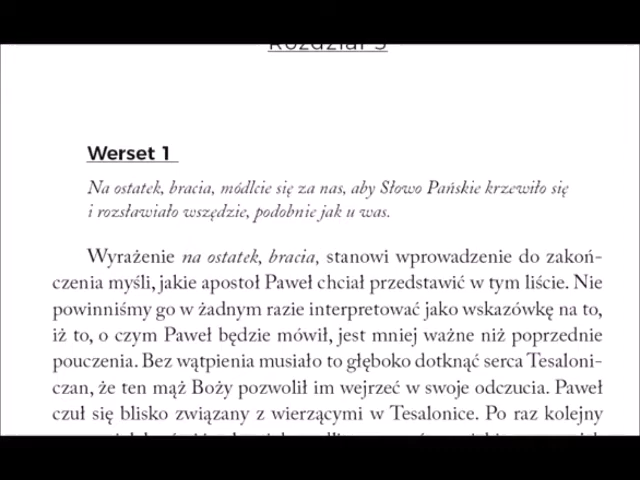 Rozdział 3
Werset 1
Na ostatek, bracia, módlcie się za nas, aby Słowo Pańskie krzewiło się
i rozsławiało wszędzie, podobnie jak u was.
Wyrażenie na ostatek, bracia, stanowi wprowadzenie do zakoń-
czenia myśli, jakie apostoł Paweł chciał przedstawić w tym liście. Nie
powinniśmy go w żadnym razie interpretować jako wskazówkę na to,
iż to, o czym Paweł będzie mówił, jest mniej ważne niż poprzednie
pouczenia. Bez wątpienia musiało to głęboko dotknąć serca Tesaloni-
czan, że ten mąż Boży pozwolił im wejrzeć w swoje odczucia. Paweł
czuł się blisko związany z wierzącymi w Tesalonice. Po raz kolejny